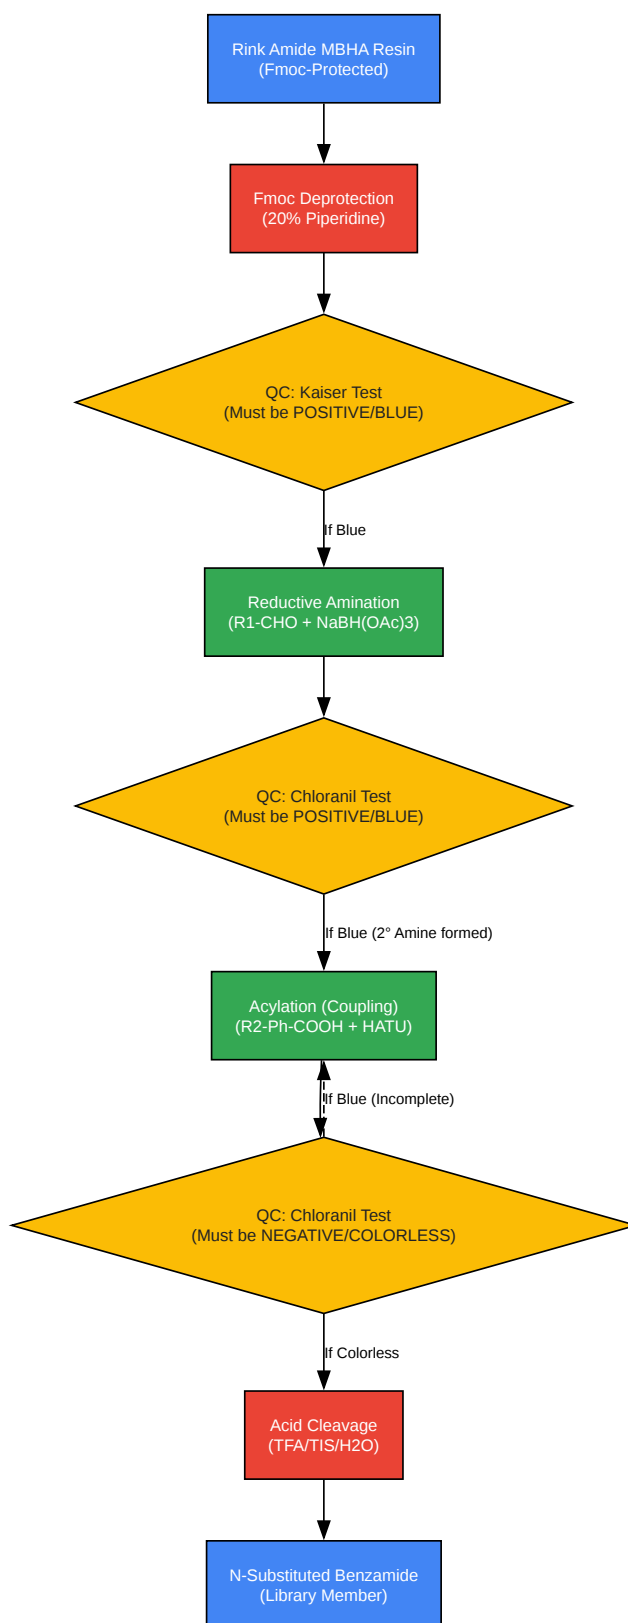 Rink Amide MBHA Resin
(Fmoc-Protected)
Fmoc Deprotection
(20% Piperidine)
QC: Kaiser Test
(Must be POSITIVE/BLUE)
If Blue
Reductive Amination
(R1-CHO + NaBH(OAc)3)
QC: Chloranil Test
(Must be POSITIVE/BLUE)
If Blue (2° Amine formed)
Acylation (Coupling)
(R2-Ph-COOH + HATU)
If Blue (Incomplete)
QC: Chloranil Test
(Must be NEGATIVE/COLORLESS)
If Colorless
Acid Cleavage
(TFA/TIS/H2O)
N-Substituted Benzamide
(Library Member)